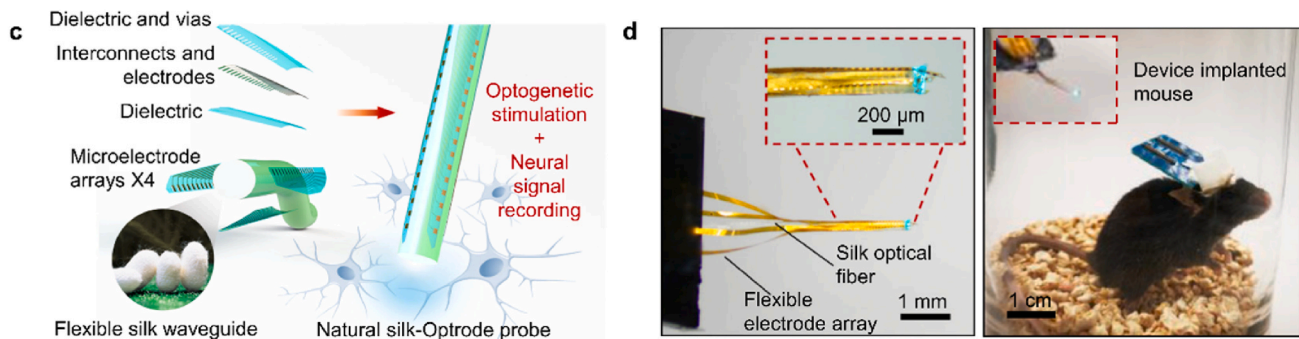 c
Dielectric and vias
Interconnects and
electrodes
Dielectric
Microelectrode
arrays X4
Flexible silk waveguide
Optogenetic
stimulation
+
Neural
signal
recording
Natural silk-Optrode probe
d
200 μm
Silk optical
fiber
Flexible
electrode array
1 mm
Device implanted
mouse
1 cm